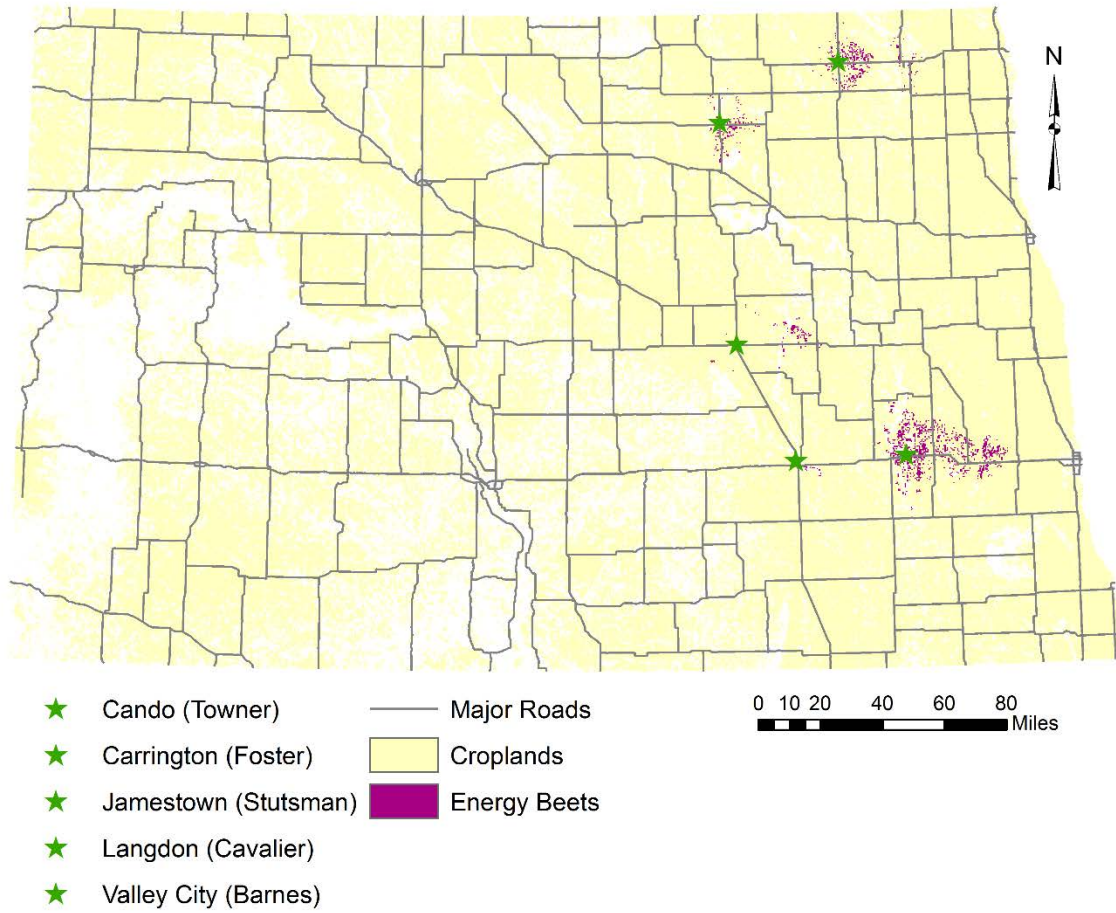 N
Cando (Towner)
Carrington (Foster)
Jamestown (Stutsman)
Langdon (Cavalier)
Valley City (Barnes)
Major Roads
Croplands
Energy Beets
0 10 20 40 60 80
Miles